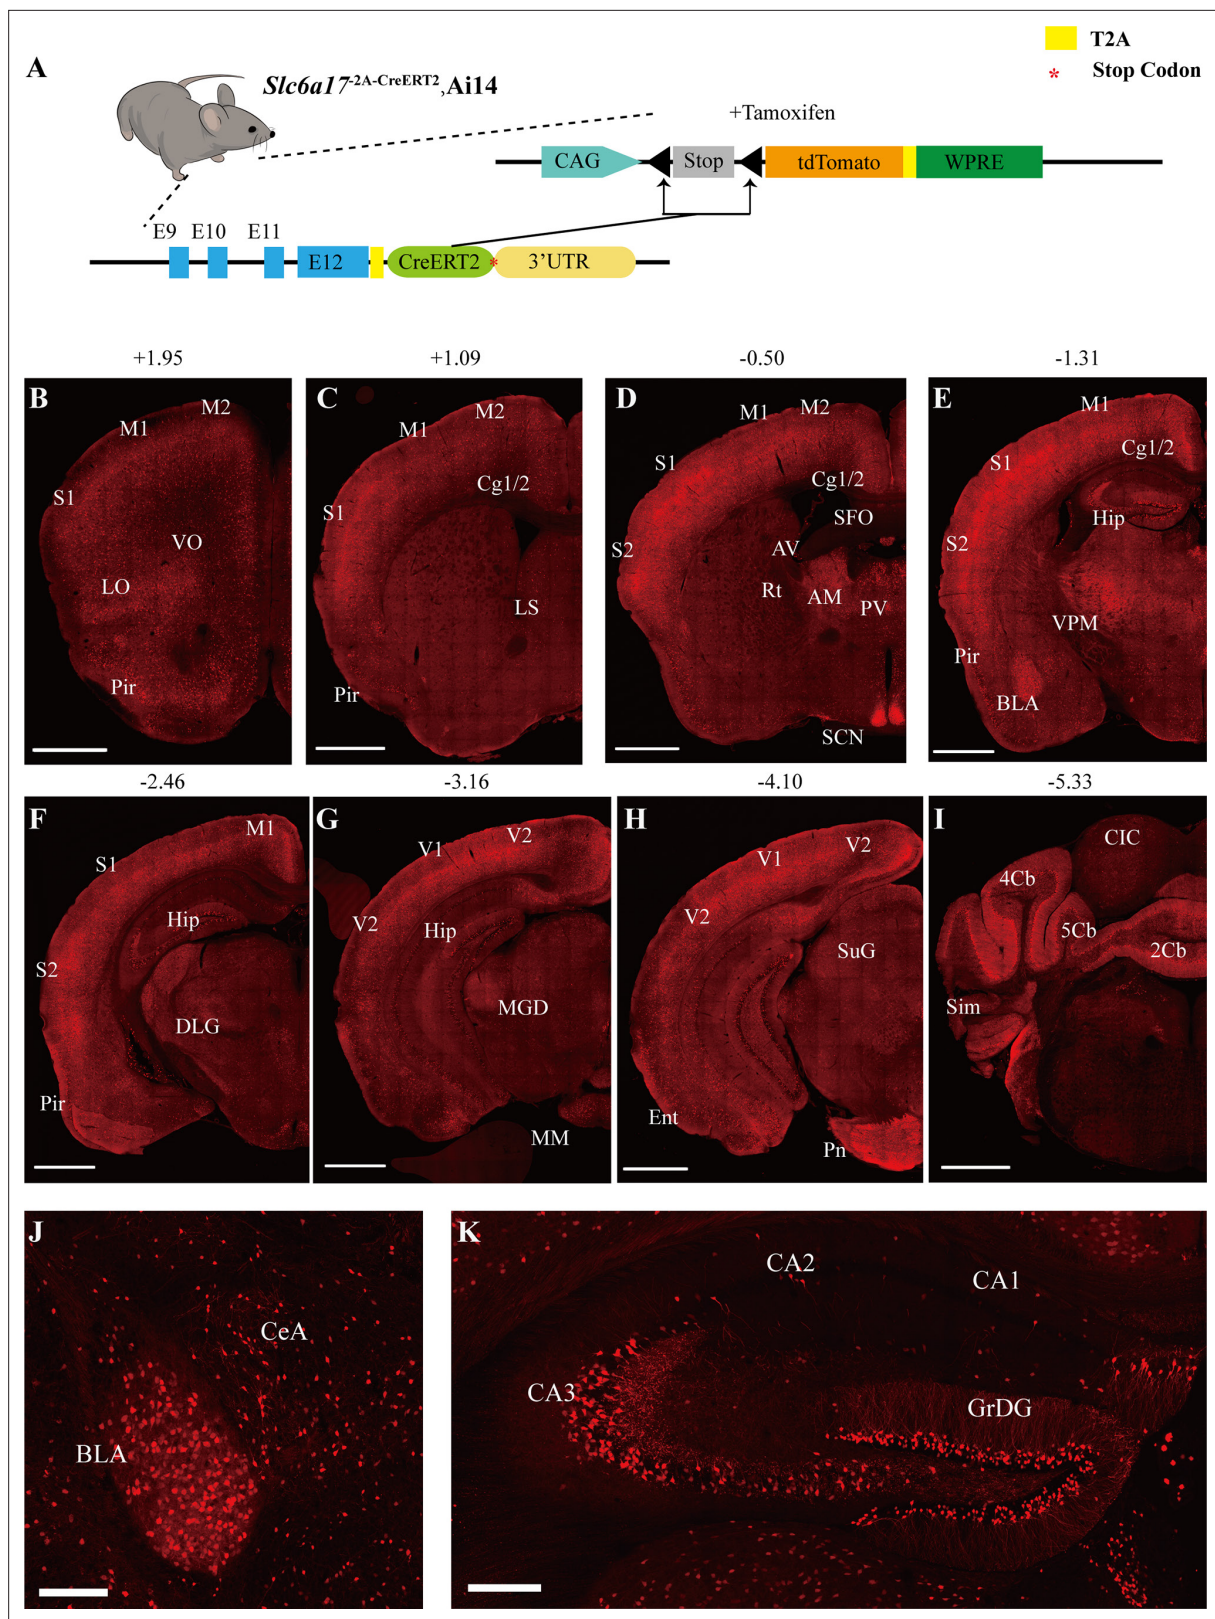 A
Slc6a17-2A-CreERT2,Ai14
T2A
* Stop Codon
+Tamoxifen
CAG Stop tdTomato WPRE
E9 E10 E11
E12 CreERT2 * 3'UTR
+1.95 +1.09 -0.50 -1.31
B
M2
M1
S1
VO
LO
Pir
C
M2
M1
Cg1/2
S1
LS
Pir
D
M2
M1
S1
Cg1/2
SFO
S2
AV
Rt
AM
PV
SCN
E
M1
Cg1/2
S1
Hip
S2
VPM
Pir
BLA
-2.46 -3.16 -4.10 -5.33
F
M1
S1
Hip
S2
DLG
Pir
G
V2
V1
V2
Hip
MGD
MM
H
V2
V1
V2
SuG
Ent
Pn
I
CIC
4Cb
5Cb
2Cb
Sim
J
CeA
BLA
K
CA2
CA1
CA3
GrDG